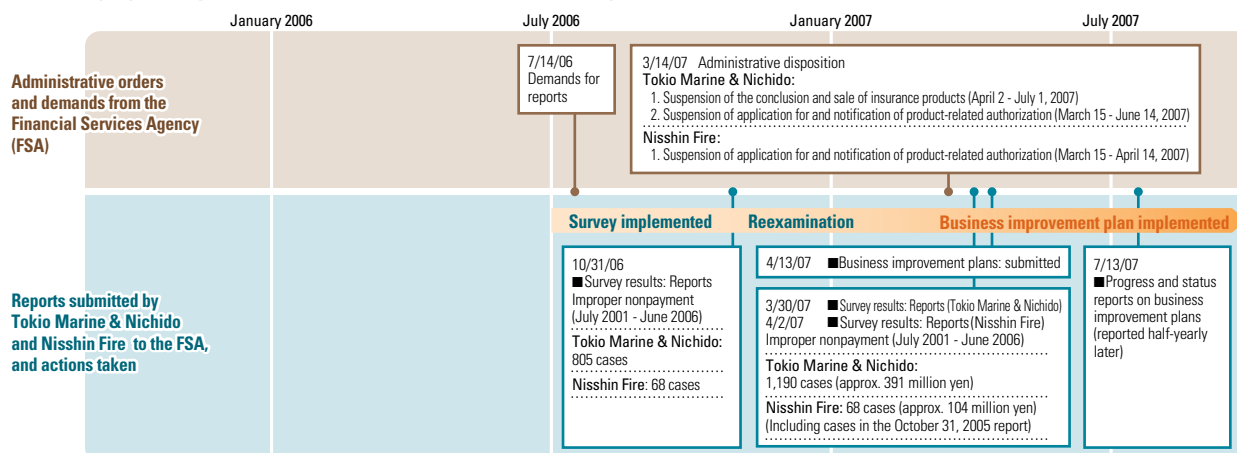 January 2006
July 2006
January 2007
July 2007
Administrative orders
and demands from the
Financial Services Agency
(FSA)
7/14/06
Demands for
reports
3/14/07 Administrative disposition
Tokio Marine & Nichido:
1. Suspension of the conclusion and sale of insurance products (April 2 - July 1, 2007)
2. Suspension of application for and notification of product-related authorization (March 15 - June 14, 2007)
Nisshin Fire:
1. Suspension of application for and notification of product-related authorization (March 15 - April 14, 2007)
Survey implemented
Reexamination
Business improvement plan implemented
Reports submitted by
Tokio Marine & Nichido
and Nisshin Fire to the FSA,
and actions taken
10/31/06
■Survey results: Reports
Improper nonpayment
(July 2001 - June 2006)
Tokio Marine & Nichido:
805 cases
Nisshin Fire: 68 cases
4/13/07 ■Business improvement plans: submitted
3/30/07 ■Survey results: Reports (Tokio Marine & Nichido)
4/2/07 ■Survey results: Reports (Nisshin Fire)
Improper nonpayment (July 2001 - June 2006)
Tokio Marine & Nichido:
1,190 cases (approx. 391 million yen)
Nisshin Fire: 68 cases (approx. 104 million yen)
(Including cases in the October 31, 2005 report)
7/13/07
■Progress and status
reports on business
improvement plans
(reported half-yearly
later)